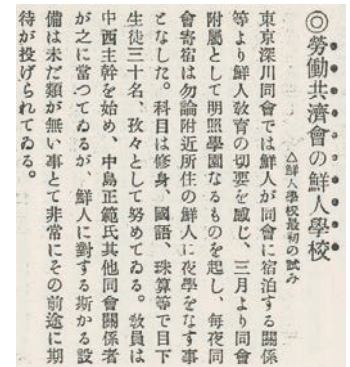 ◎勞働共濟會の鮮人學校
△鮮人學校最初の試み
東京深川同會では鮮人が同會に宿泊する關係
等より鮮人敎育の切要を感じ、三月より同會
附屬として明照學園なるものを起し、每夜同
會寄宿は勿論附近所住の鮮人に夜學をなす事
となした。科目は修身、國語、珠算等で目下
生徒三十名、孜々として努めてゐる。敎員は
中西主幹を始め、中島正範氏其他同會關係者
が之に當つてゐるが、鮮人に對する斯かる設
備は未だ類が無い事とて非常にその前途に期
待が投げられてゐる。